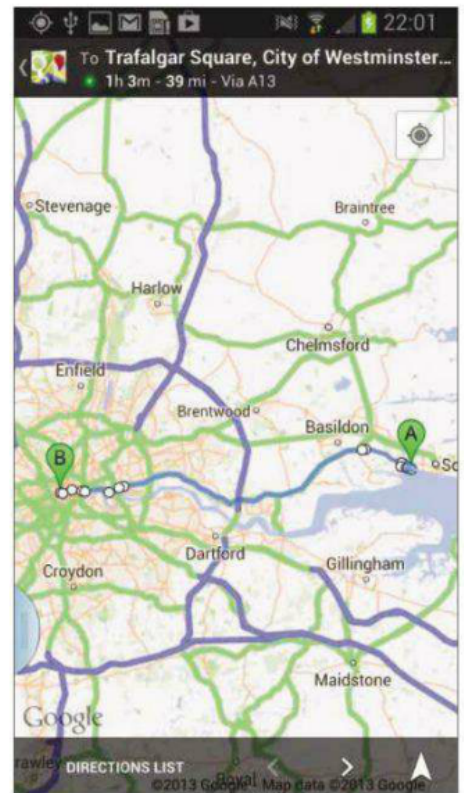 22:01
To Trafalgar Square, City of Westminster...
1h 3m - 39 mi - Via A13
Stevenage
Braintree
Harlow
Chelmsford
Enfield
Brentwood
Basildon
A
B
Dartford
Gillingham
Croydon
Maidstone
Google
DIRECTIONS LIST
Royal
©2013 Google - Map data ©2013 Google